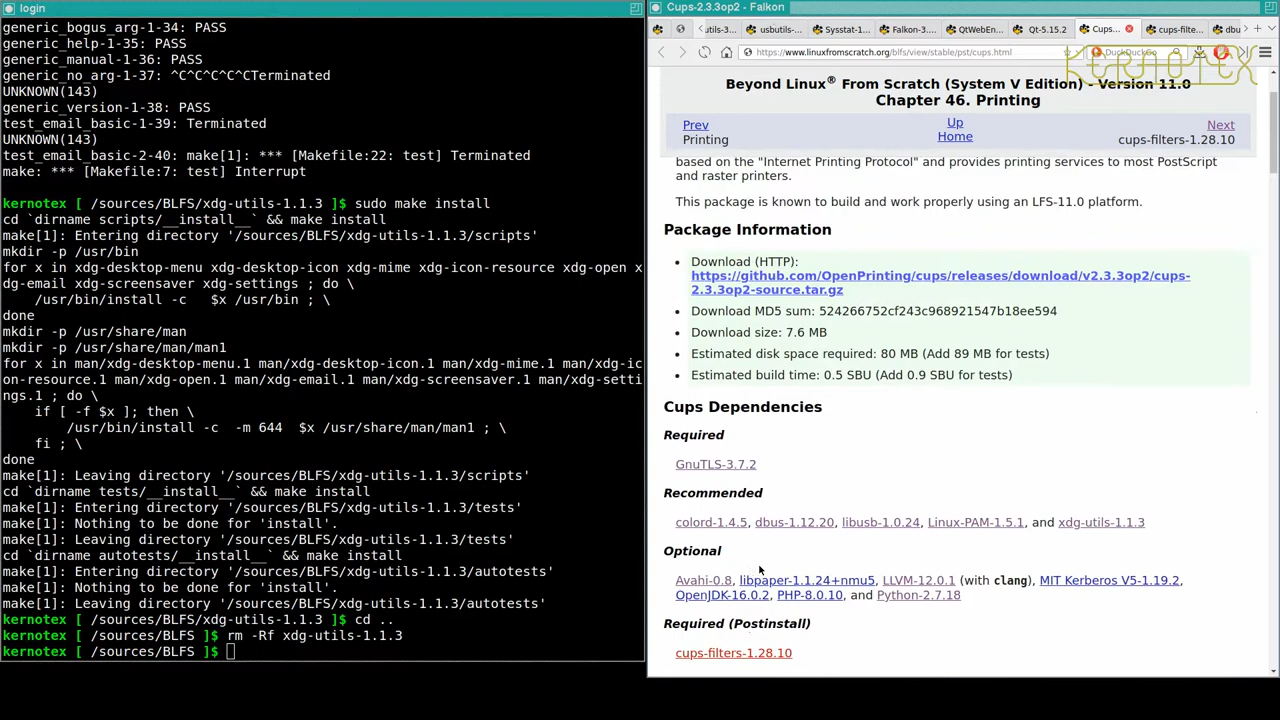 login
generic_bogus_arg-1-34: PASS
generic_help-1-35: PASS
generic_manual-1-36: PASS
generic_no_arg-1-37: ^C^C^C^C^CTerminated
UNKNOWN(143)
generic_version-1-38: PASS
test_email_basic-1-39: Terminated
UNKNOWN(143)
test_email_basic-2-40: make[1]: *** [Makefile:22: test] Terminated
make: *** [Makefile:7: test] Interrupt
kernotex [ /sources/BLFS/xdg-utils-1.1.3 ]$ sudo make install
cd `dirname scripts/__install__` && make install
make[1]: Entering directory '/sources/BLFS/xdg-utils-1.1.3/scripts'
mkdir -p /usr/bin
for x in xdg-desktop-menu xdg-desktop-icon xdg-mime xdg-icon-resource xdg-open x
dg-email xdg-screensaver xdg-settings ; do \
/usr/bin/install -c   $x /usr/bin ; \
done
mkdir -p /usr/share/man
mkdir -p /usr/share/man/man1
for x in man/xdg-desktop-menu.1 man/xdg-desktop-icon.1 man/xdg-mime.1 man/xdg-ic
on-resource.1 man/xdg-open.1 man/xdg-email.1 man/xdg-screensaver.1 man/xdg-setti
ngs.1 ; do \
if [ -f $x ]; then \
/usr/bin/install -c  -m 644  $x /usr/share/man/man1 ; \
fi ; \
done
make[1]: Leaving directory '/sources/BLFS/xdg-utils-1.1.3/scripts'
cd `dirname tests/__install__` && make install
make[1]: Entering directory '/sources/BLFS/xdg-utils-1.1.3/tests'
make[1]: Nothing to be done for 'install'.
make[1]: Leaving directory '/sources/BLFS/xdg-utils-1.1.3/tests'
cd `dirname autotests/__install__` && make install
make[1]: Entering directory '/sources/BLFS/xdg-utils-1.1.3/autotests'
make[1]: Nothing to be done for 'install'.
make[1]: Leaving directory '/sources/BLFS/xdg-utils-1.1.3/autotests'
kernotex [ /sources/BLFS/xdg-utils-1.1.3 ]$ cd ..
kernotex [ /sources/BLFS ]$ rm -Rf xdg-utils-1.1.3
kernotex [ /sources/BLFS ]$
Cups-2.3.3op2 - Falkon
utils-3... usbutils-... Sysstat-1... Falkon-3... QtWebEn... Qt-5.15.2 Cups... cups-filte... dbu
https://www.linuxfromscratch.org/blfs/view/stable/pst/cups.html DuckDuckGo
KERNOTEX
Beyond Linux® From Scratch (System V Edition) - Version 11.0
Chapter 46. Printing
Prev Up Next
Printing Home cups-filters-1.28.10
based on the "Internet Printing Protocol" and provides printing services to most PostScript
and raster printers.
This package is known to build and work properly using an LFS-11.0 platform.
Package Information
Download (HTTP):
https://github.com/OpenPrinting/cups/releases/download/v2.3.3op2/cups-
2.3.3op2-source.tar.gz
Download MD5 sum: 524266752cf243c968921547b18ee594
Download size: 7.6 MB
Estimated disk space required: 80 MB (Add 89 MB for tests)
Estimated build time: 0.5 SBU (Add 0.9 SBU for tests)
Cups Dependencies
Required
GnuTLS-3.7.2
Recommended
colord-1.4.5, dbus-1.12.20, libusb-1.0.24, Linux-PAM-1.5.1, and xdg-utils-1.1.3
Optional
Avahi-0.8, libpaper-1.1.24+nmu5, LLVM-12.0.1 (with clang), MIT Kerberos V5-1.19.2,
OpenJDK-16.0.2, PHP-8.0.10, and Python-2.7.18
Required (Postinstall)
cups-filters-1.28.10